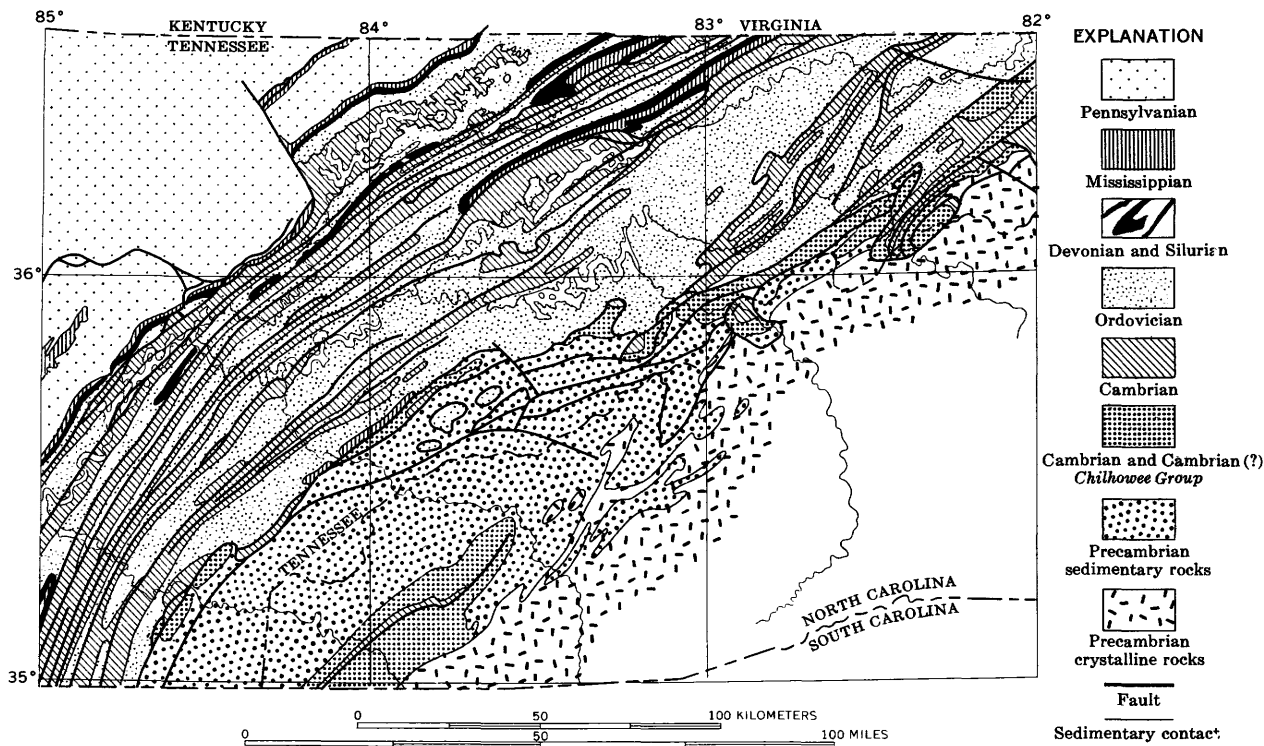 85°
KENTUCKY
TENNESSEE
84°
83°
VIRGINIA
82°
36°
35°
TENNESSEE
NORTH CAROLINA
SOUTH CAROLINA
0 50 100 KILOMETERS
0 50 100 MILES
EXPLANATION
Pennsylvanian
Mississippian
Devonian and Silurian
Ordovician
Cambrian
Cambrian and Cambrian (?)
Chilhowee Group
Precambrian
sedimentary rocks
Precambrian
crystalline rocks
Fault
Sedimentary contact